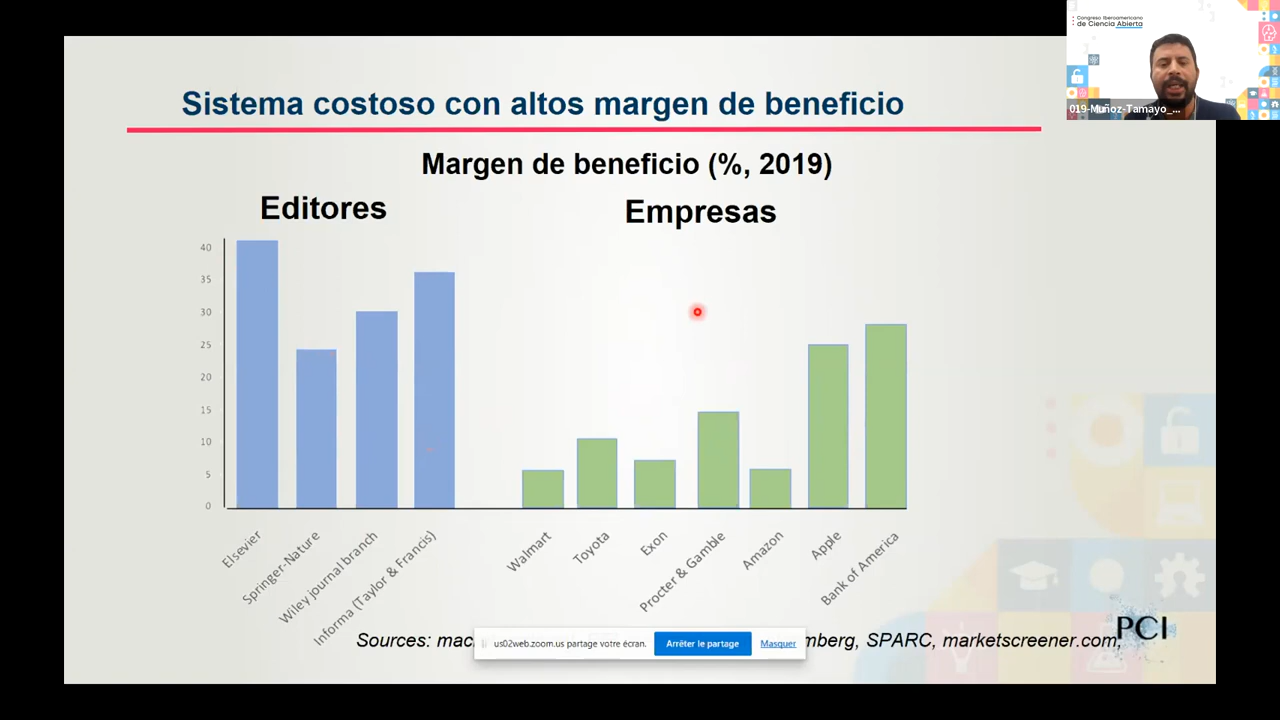 Congreso Iberoamericano
de Ciencia Abierta
019-Muñoz-Tamayo_...
Sistema costoso con altos margen de beneficio
Margen de beneficio (%, 2019)
Editores
Empresas
40
35
30
25
20
15
10
5
0
Elsevier
Springer-Nature
Wiley journal branch
Informa (Taylor & Francis)
Walmart
Toyota
Exon
Procter & Gamble
Amazon
Apple
Bank of America
Sources: mac mberg, SPARC, marketscreener.com,
us02web.zoom.us partage votre écran. Arrêter le partage Masquer
PCI